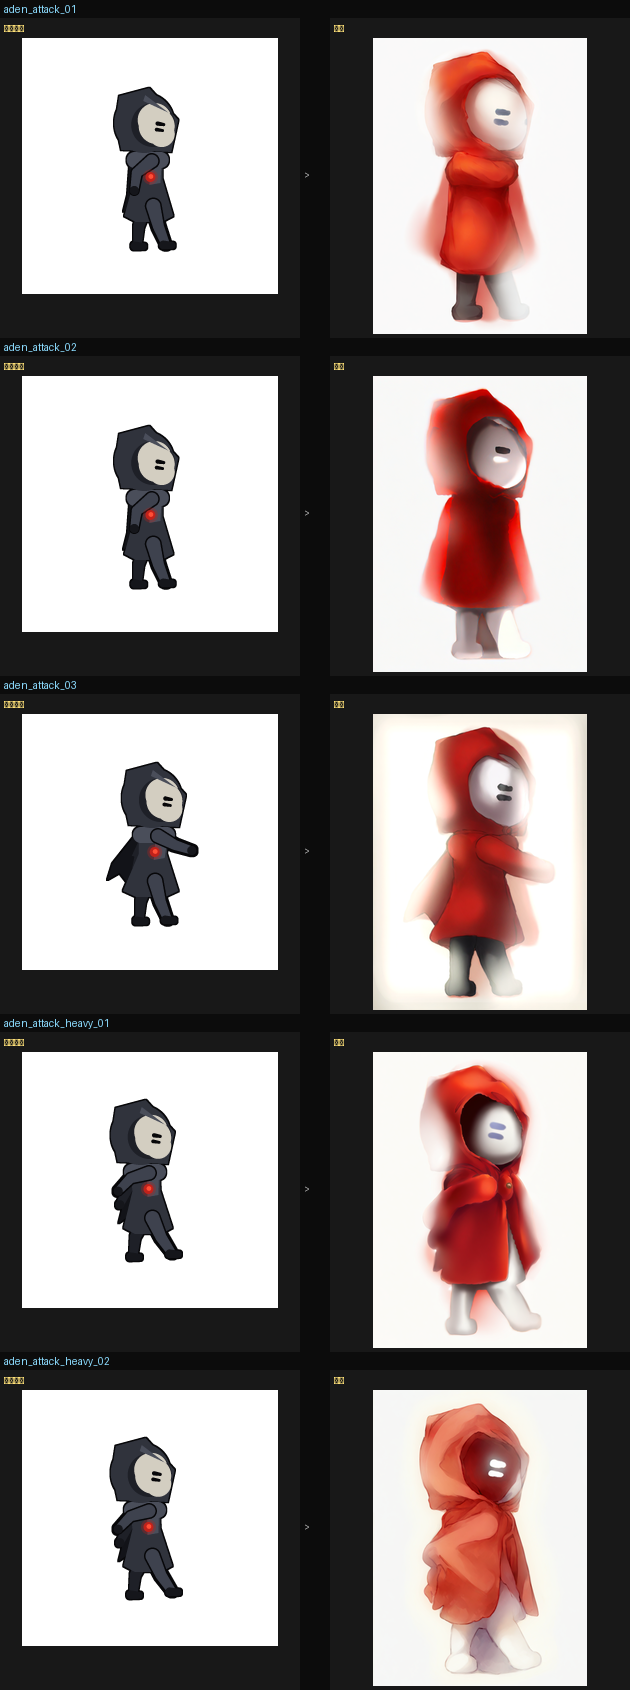 aden_attack_01
>
aden_attack_02
>
aden_attack_03
>
aden_attack_heavy_01
>
aden_attack_heavy_02
>